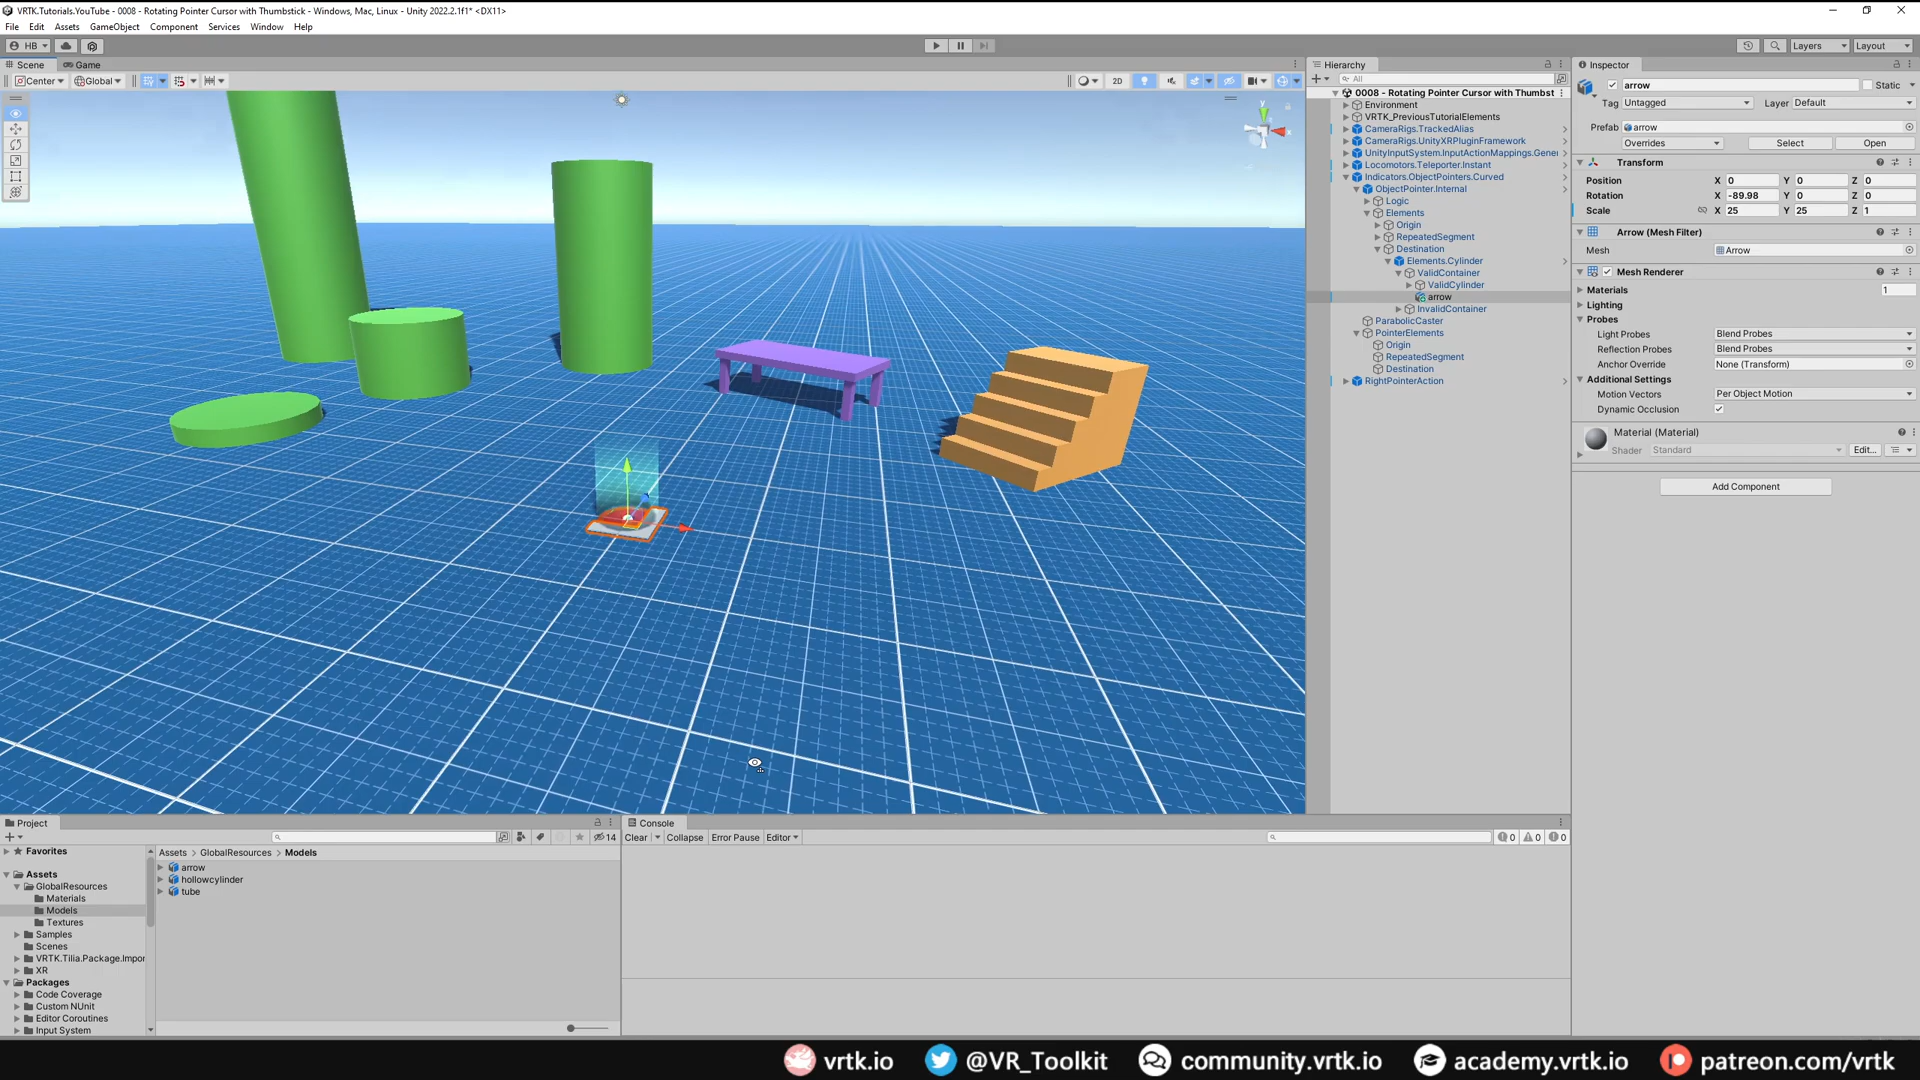 VRTK.Tutorials.YouTube - 0008 - Rotating Pointer Cursor with Thumbstick - Windows, Mac, Linux - Unity 2022.2.1f1* <DX11>
File Edit Assets GameObject Component Services Window Help
HB Layers Layout
Scene Game
Center Global 2D
Hierarchy
All
0008 - Rotating Pointer Cursor with Thumbst
Environment
VRTK_PreviousTutorialElements
CameraRigs.TrackedAlias
CameraRigs.UnityXRPluginFramework
UnityInputSystem.InputActionMappings.Gener
Locomotors.Teleporter.Instant
Indicators.ObjectPointers.Curved
ObjectPointer.Internal
Logic
Elements
Origin
RepeatedSegment
Destination
Elements.Cylinder
ValidContainer
ValidCylinder
arrow
InvalidContainer
ParabolicCaster
PointerElements
Origin
RepeatedSegment
Destination
RightPointerAction
Inspector
arrow Static
Tag Untagged Layer Default
Prefab arrow
Overrides Select Open
Transform
Position X 0 Y 0 Z 0
Rotation X -89.98 Y 0 Z 0
Scale X 25 Y 25 Z 1
Arrow (Mesh Filter)
Mesh Arrow
Mesh Renderer
Materials 1
Lighting
Probes
Light Probes Blend Probes
Reflection Probes Blend Probes
Anchor Override None (Transform)
Additional Settings
Motion Vectors Per Object Motion
Dynamic Occlusion
Material (Material)
Shader Standard Edit...
Add Component
Project
14
Favorites
Assets
GlobalResources
Materials
Models
Textures
Samples
Scenes
VRTK.Tilia.Package.Impor
XR
Packages
Code Coverage
Custom NUnit
Editor Coroutines
Input System
Assets > GlobalResources > Models
arrow
hollowcylinder
tube
Console
Clear Collapse Error Pause Editor 0 0 0
vrtk.io @VR_Toolkit community.vrtk.io academy.vrtk.io patreon.com/vrtk